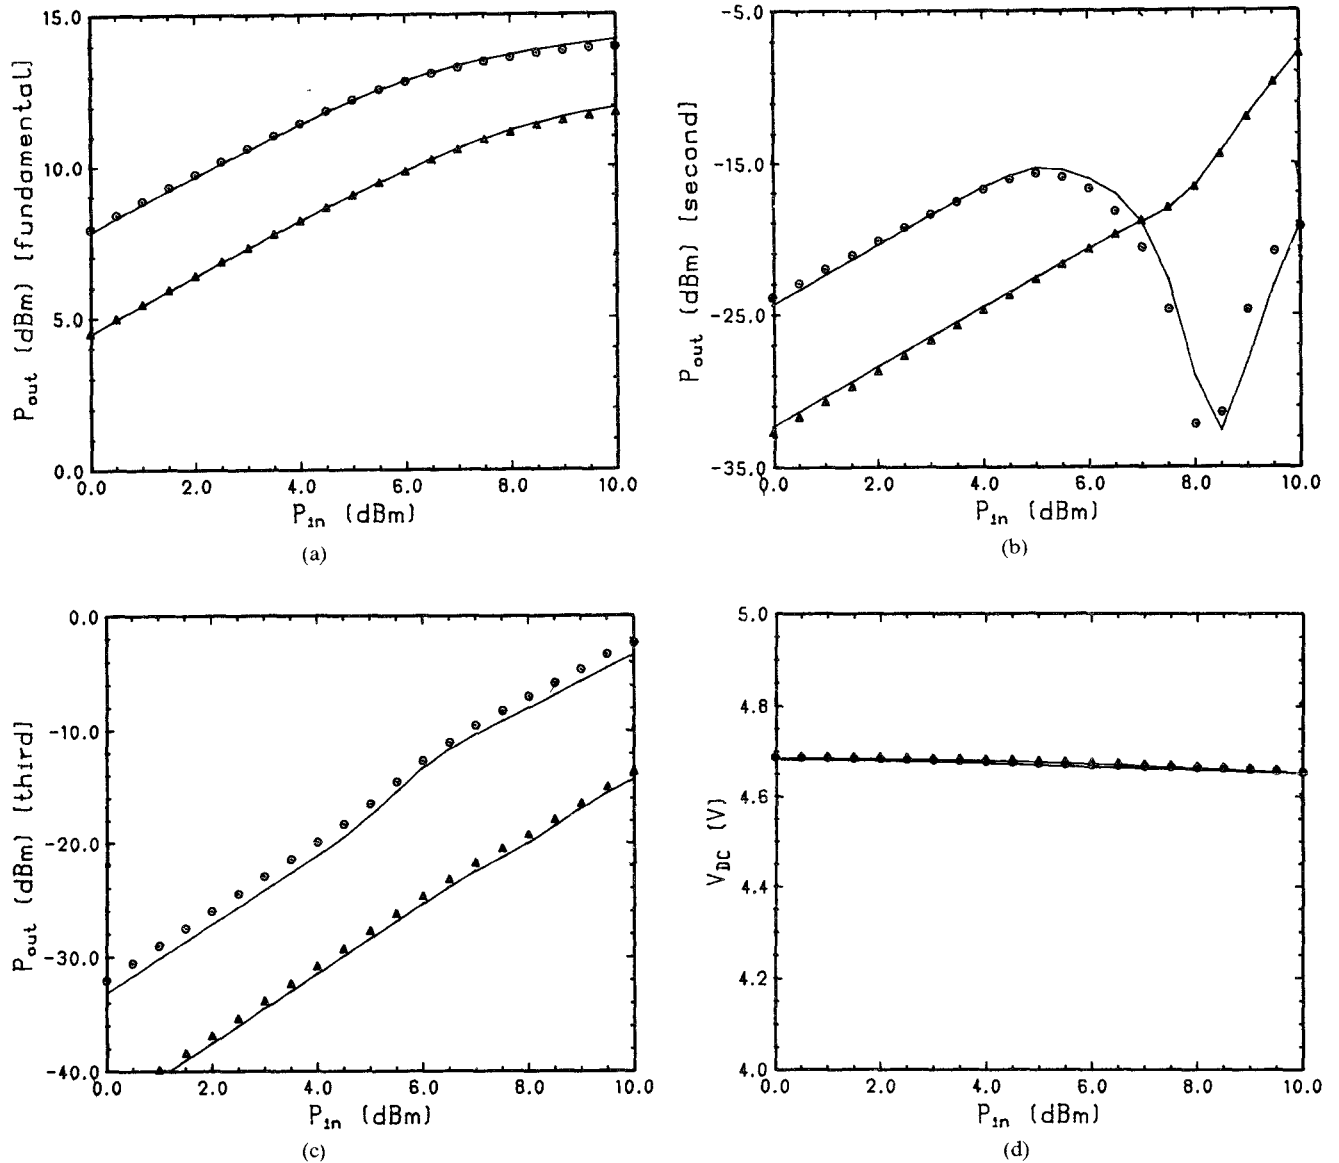 15.0
10.0
5.0
0.0
P_out (dBm) [fundamental]
0.0 2.0 4.0 6.0 8.0 10.0
P_in (dBm)
(a)
-5.0
-15.0
-25.0
-35.0
P_out (dBm) [second]
0.0 2.0 4.0 6.0 8.0 10.0
P_in (dBm)
(b)
0.0
-10.0
-20.0
-30.0
-40.0
P_out (dBm) [third]
0.0 2.0 4.0 6.0 8.0 10.0
P_in (dBm)
(c)
5.0
4.8
4.6
4.4
4.2
4.0
V_DC (V)
0.0 2.0 4.0 6.0 8.0 10.0
P_in (dBm)
(d)